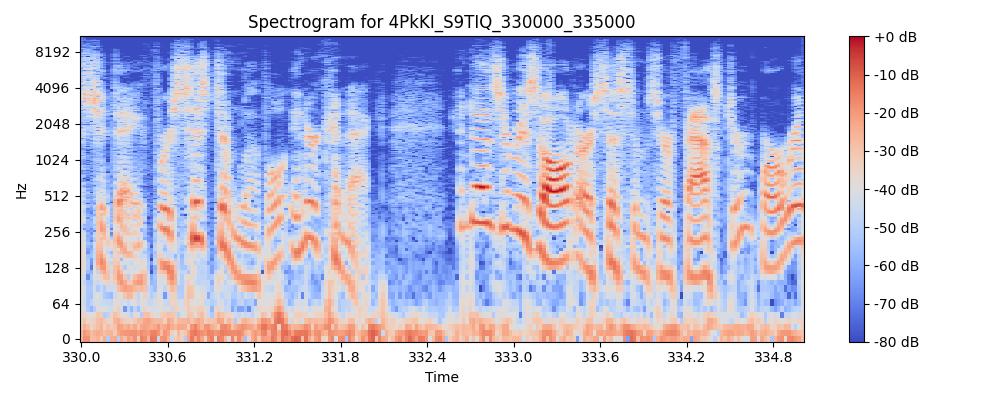 Spectrogram for 4PkKI_S9TIQ_330000_335000
8192
4096
2048
1024
512
256
128
64
0
Hz
330.0 330.6 331.2 331.8 332.4 333.0 333.6 334.2 334.8
Time
+0 dB
-10 dB
-20 dB
-30 dB
-40 dB
-50 dB
-60 dB
-70 dB
-80 dB